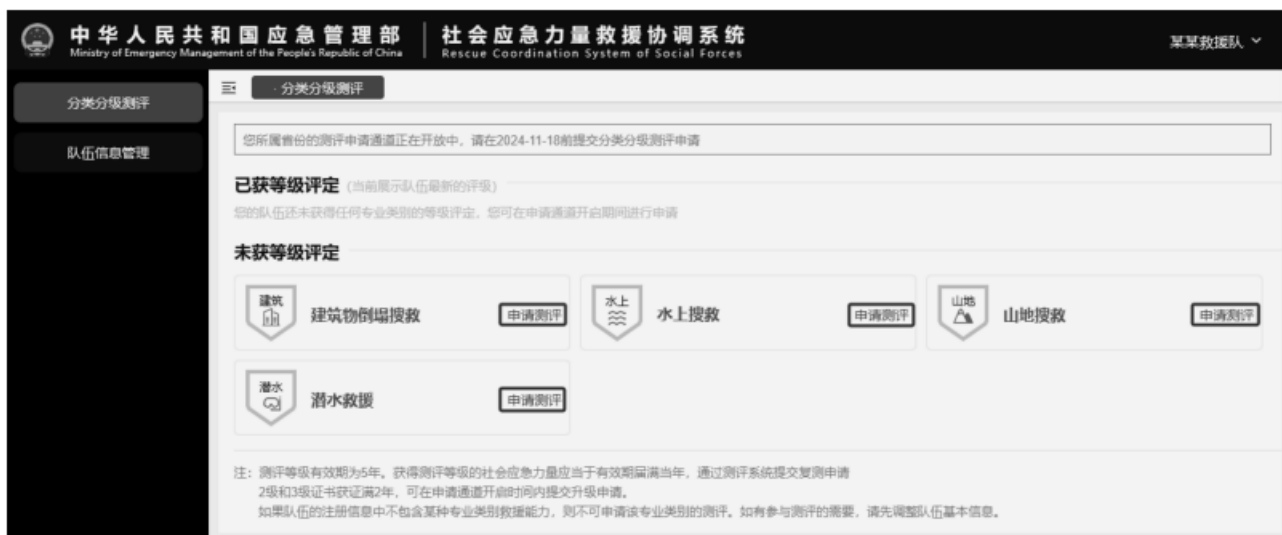 中华人民共和国应急管理部
Ministry of Emergency Management of the People's Republic of China
社会应急力量救援协调系统
Rescue Coordination System of Social Forces
某某救援队
分类分级测评
队伍信息管理
· 分类分级测评
您所属省份的测评申请通道正在开放中，请在2024-11-18前提交分类分级测评申请
已获等级评定 (当前展示队伍最新的评级)
您的队伍还未获得任何专业类别的等级评定，您可在申请通道开启期间进行申请
未获等级评定
建筑
建筑物倒塌搜救
申请测评
水上
水上搜救
申请测评
山地
山地搜救
申请测评
潜水
潜水救援
申请测评
注：测评等级有效期为5年。获得测评等级的社会应急力量应当于有效期届满当年，通过测评系统提交复测申请
2级和3级证书获证满2年，可在申请通道开启时间内提交升级申请。
如果队伍的注册信息中不包含某种专业类别救援能力，则不可申请该专业类别的测评。如有参与测评的需要，请先调整队伍基本信息。